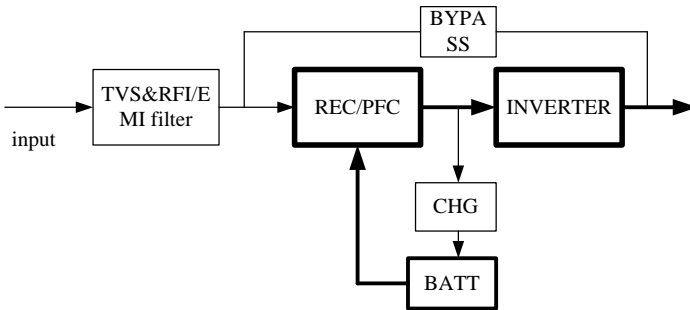 BYPA
SS
TVS&RFI/E
MI filter
REC/PFC
INVERTER
input
CHG
BATT